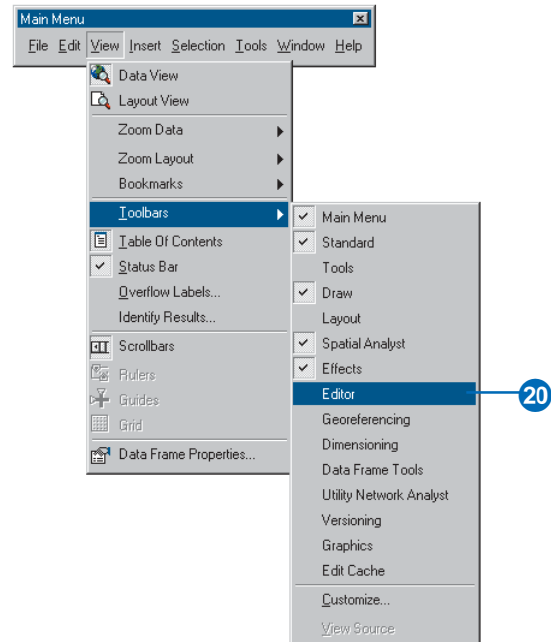 Main Menu
File Edit View Insert Selection Tools Window Help
Data View
Layout View
Zoom Data
Zoom Layout
Bookmarks
Toolbars
Table Of Contents
Status Bar
Overflow Labels...
Identify Results...
Scrollbars
Rulers
Guides
Grid
Data Frame Properties...
Main Menu
Standard
Tools
Draw
Layout
Spatial Analyst
Effects
Editor
20
Georeferencing
Dimensioning
Data Frame Tools
Utility Network Analyst
Versioning
Graphics
Edit Cache
Customize...
View Source